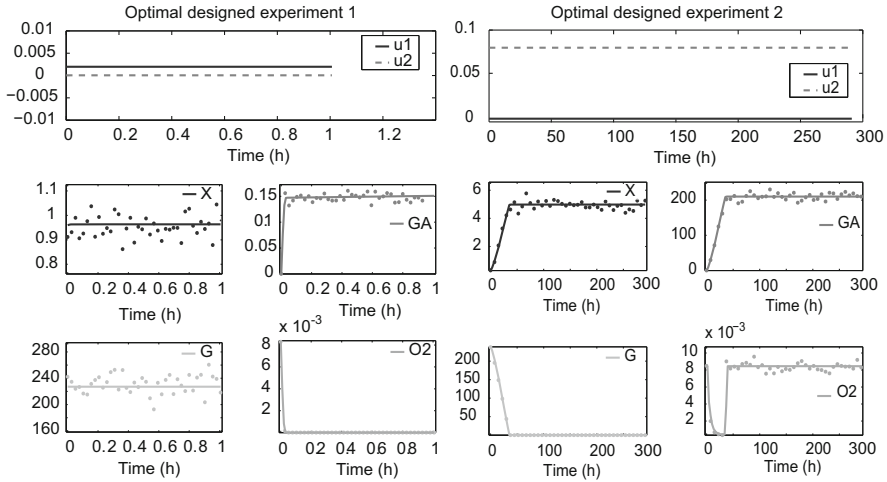 Optimal designed experiment 1
0.01
0.005
0
−0.005
−0.01
u1
u2
0 0.2 0.4 0.6 0.8 1 1.2
Time (h)
Optimal designed experiment 2
0.1
0.05
0
u1
u2
0 50 100 150 200 250 300
Time (h)
1.1
1
0.9
0.8
X
0 0.2 0.4 0.6 0.8 1
Time (h)
0.15
0.1
0.05
0
GA
0 0.2 0.4 0.6 0.8 1
Time (h)
6
4
2
0
X
0 100 200 300
Time (h)
200
100
0
GA
0 100 200 300
Time (h)
280
240
200
160
G
0 0.2 0.4 0.6 0.8 1
Time (h)
x 10⁻³
8
6
4
2
O2
0 0.2 0.4 0.6 0.8 1
Time (h)
200
150
100
50
G
0 100 200 300
Time (h)
x 10⁻³
10
8
6
4
2
O2
0 100 200 300
Time (h)